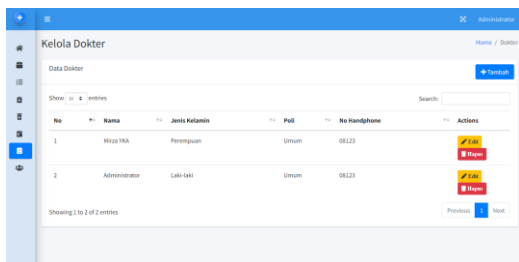 Administrator
Kelola Dokter
Home / Dokter
Data Dokter
+Tambah
Show 10 entries
Search:
No Nama Jenis Kelamin Poli No Handphone Actions
1 Mirza YKA Perempuan Umum 08123 Edit
Hapus
2 Administrator Laki-laki Umum 08123 Edit
Hapus
Showing 1 to 2 of 2 entries
Previous 1 Next